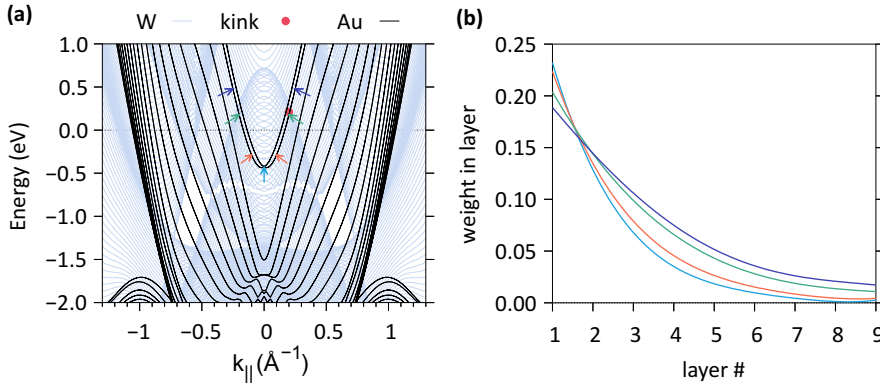 (a) W kink Au
1.0
0.5
0.0
−0.5
−1.0
−1.5
−2.0
Energy (eV)
−1 −0.5 0 0.5 1
k|| (Å−1)
(b)
0.25
0.20
0.15
0.10
0.05
0.00
weight in layer
1 2 3 4 5 6 7 8 9
layer #